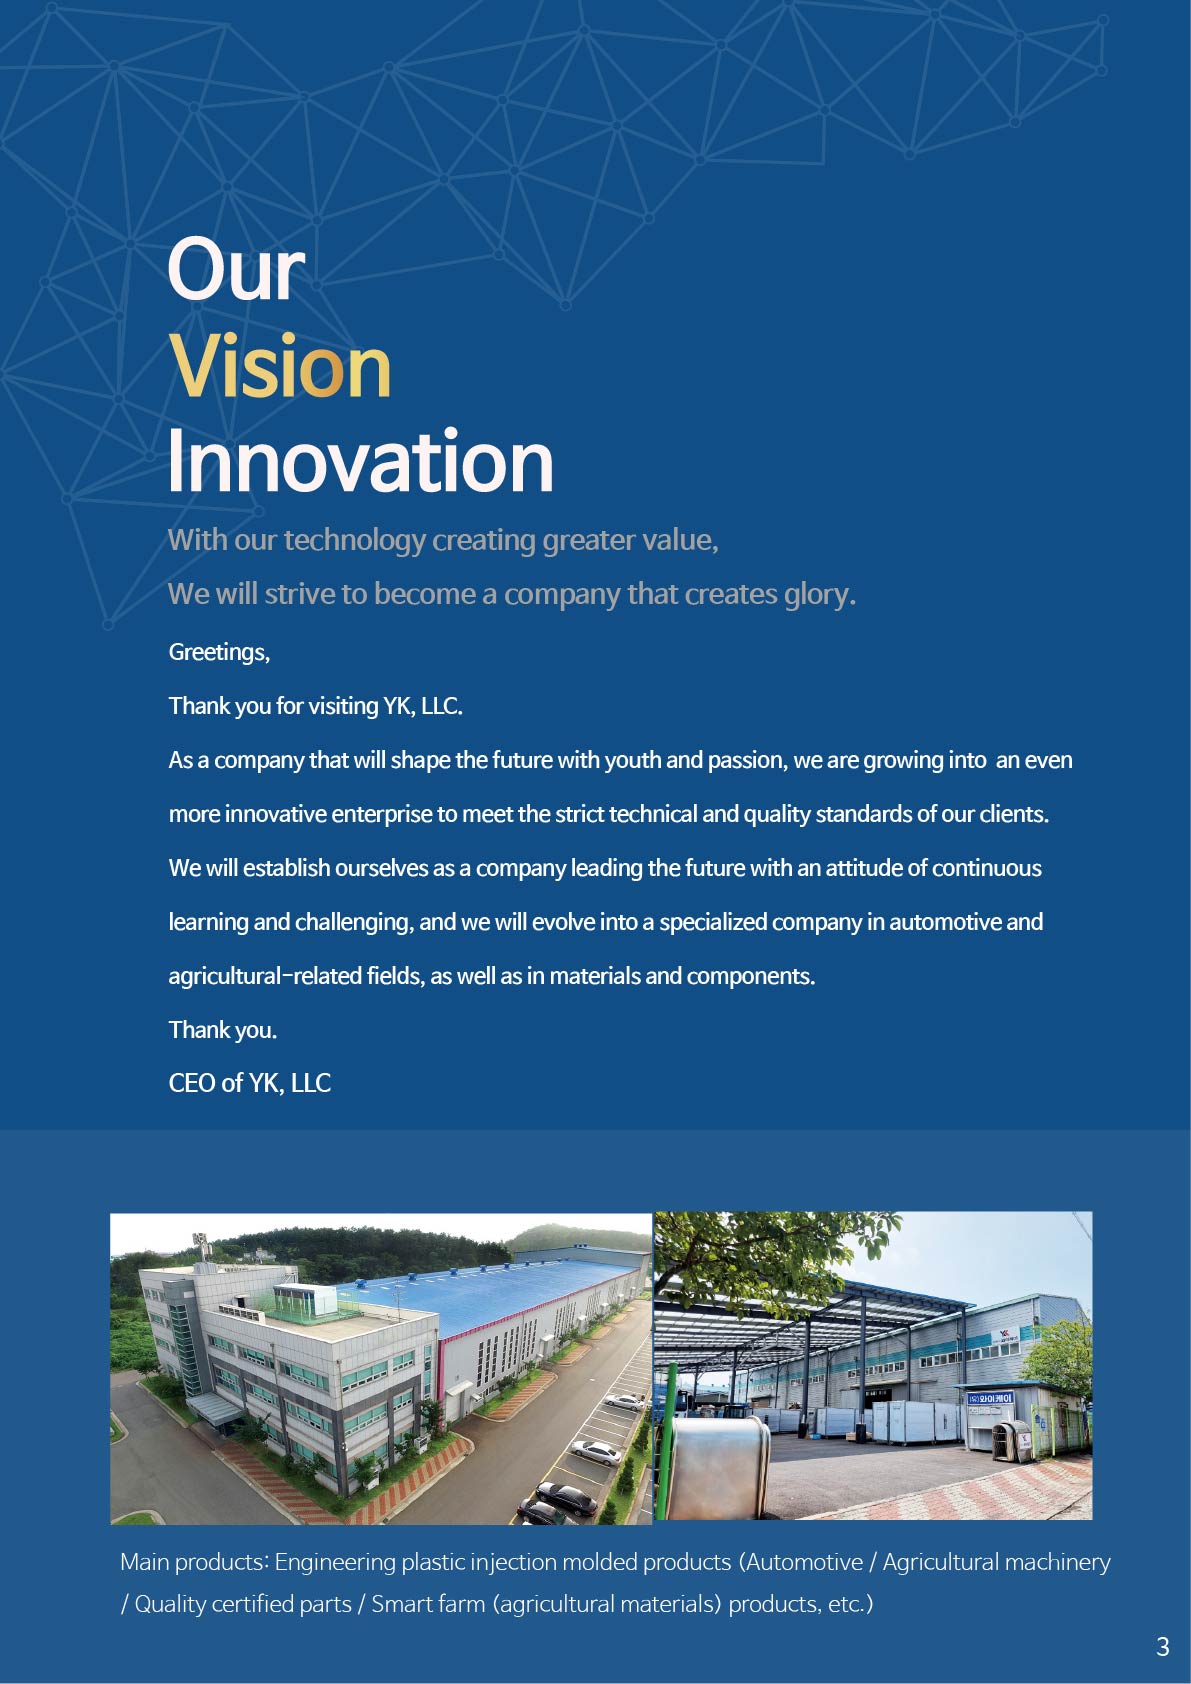 Our
Vision
Innovation
With our technology creating greater value,
We will strive to become a company that creates glory.
Greetings,
Thank you for visiting YK, LLC.
As a company that will shape the future with youth and passion, we are growing into an even
more innovative enterprise to meet the strict technical and quality standards of our clients.
We will establish ourselves as a company leading the future with an attitude of continuous
learning and challenging, and we will evolve into a specialized company in automotive and
agricultural-related fields, as well as in materials and components.
Thank you.
CEO of YK, LLC
YK
(유)와이케이
Main products: Engineering plastic injection molded products (Automotive / Agricultural machinery
/ Quality certified parts / Smart farm (agricultural materials) products, etc.)
3